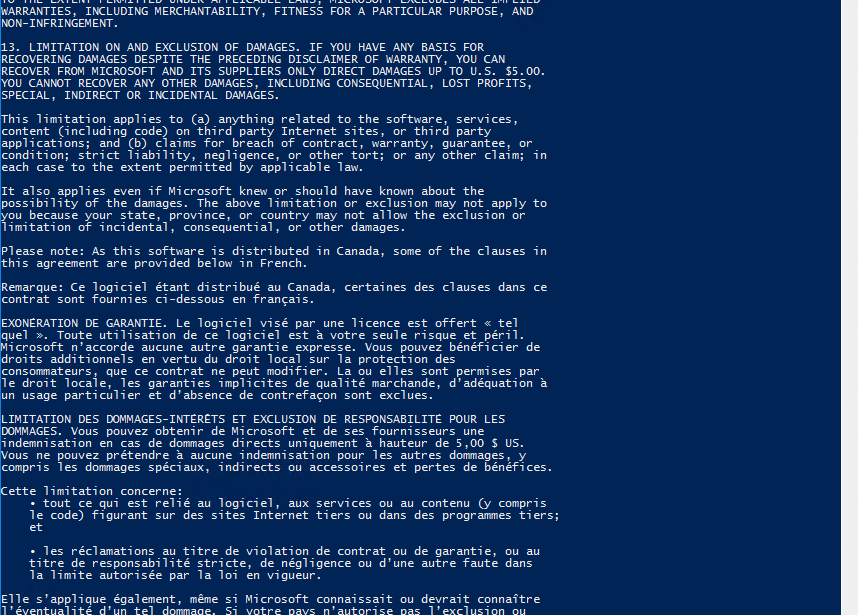 TO THE EXTENT PERMITTED UNDER APPLICABLE LAWS, MICROSOFT EXCLUDES ALL IMPLIED
WARRANTIES, INCLUDING MERCHANTABILITY, FITNESS FOR A PARTICULAR PURPOSE, AND
NON-INFRINGEMENT.
13. LIMITATION ON AND EXCLUSION OF DAMAGES. IF YOU HAVE ANY BASIS FOR
RECOVERING DAMAGES DESPITE THE PRECEDING DISCLAIMER OF WARRANTY, YOU CAN
RECOVER FROM MICROSOFT AND ITS SUPPLIERS ONLY DIRECT DAMAGES UP TO U.S. $5.00.
YOU CANNOT RECOVER ANY OTHER DAMAGES, INCLUDING CONSEQUENTIAL, LOST PROFITS,
SPECIAL, INDIRECT OR INCIDENTAL DAMAGES.
This limitation applies to (a) anything related to the software, services,
content (including code) on third party Internet sites, or third party
applications; and (b) claims for breach of contract, warranty, guarantee, or
condition; strict liability, negligence, or other tort; or any other claim; in
each case to the extent permitted by applicable law.
It also applies even if Microsoft knew or should have known about the
possibility of the damages. The above limitation or exclusion may not apply to
you because your state, province, or country may not allow the exclusion or
limitation of incidental, consequential, or other damages.
Please note: As this software is distributed in Canada, some of the clauses in
this agreement are provided below in French.
Remarque: Ce logiciel étant distribué au Canada, certaines des clauses dans ce
contrat sont fournies ci-dessous en français.
EXONÉRATION DE GARANTIE. Le logiciel visé par une licence est offert « tel
quel ». Toute utilisation de ce logiciel est à votre seule risque et péril.
Microsoft n’accorde aucune autre garantie expresse. Vous pouvez bénéficier de
droits additionnels en vertu du droit local sur la protection des
consommateurs, que ce contrat ne peut modifier. La ou elles sont permises par
le droit locale, les garanties implicites de qualité marchande, d’adéquation à
un usage particulier et d’absence de contrefaçon sont exclues.
LIMITATION DES DOMMAGES-INTÉRÊTS ET EXCLUSION DE RESPONSABILITÉ POUR LES
DOMMAGES. Vous pouvez obtenir de Microsoft et de ses fournisseurs une
indemnisation en cas de dommages directs uniquement à hauteur de 5,00 $ US.
Vous ne pouvez prétendre à aucune indemnisation pour les autres dommages, y
compris les dommages spéciaux, indirects ou accessoires et pertes de bénéfices.
Cette limitation concerne:
• tout ce qui est relié au logiciel, aux services ou au contenu (y compris
le code) figurant sur des sites Internet tiers ou dans des programmes tiers;
et
• les réclamations au titre de violation de contrat ou de garantie, ou au
titre de responsabilité stricte, de négligence ou d’une autre faute dans
la limite autorisée par la loi en vigueur.
Elle s’applique également, même si Microsoft connaissait ou devrait connaître
l’éventualité d’un tel dommage. Si votre pays n’autorise pas l’exclusion ou